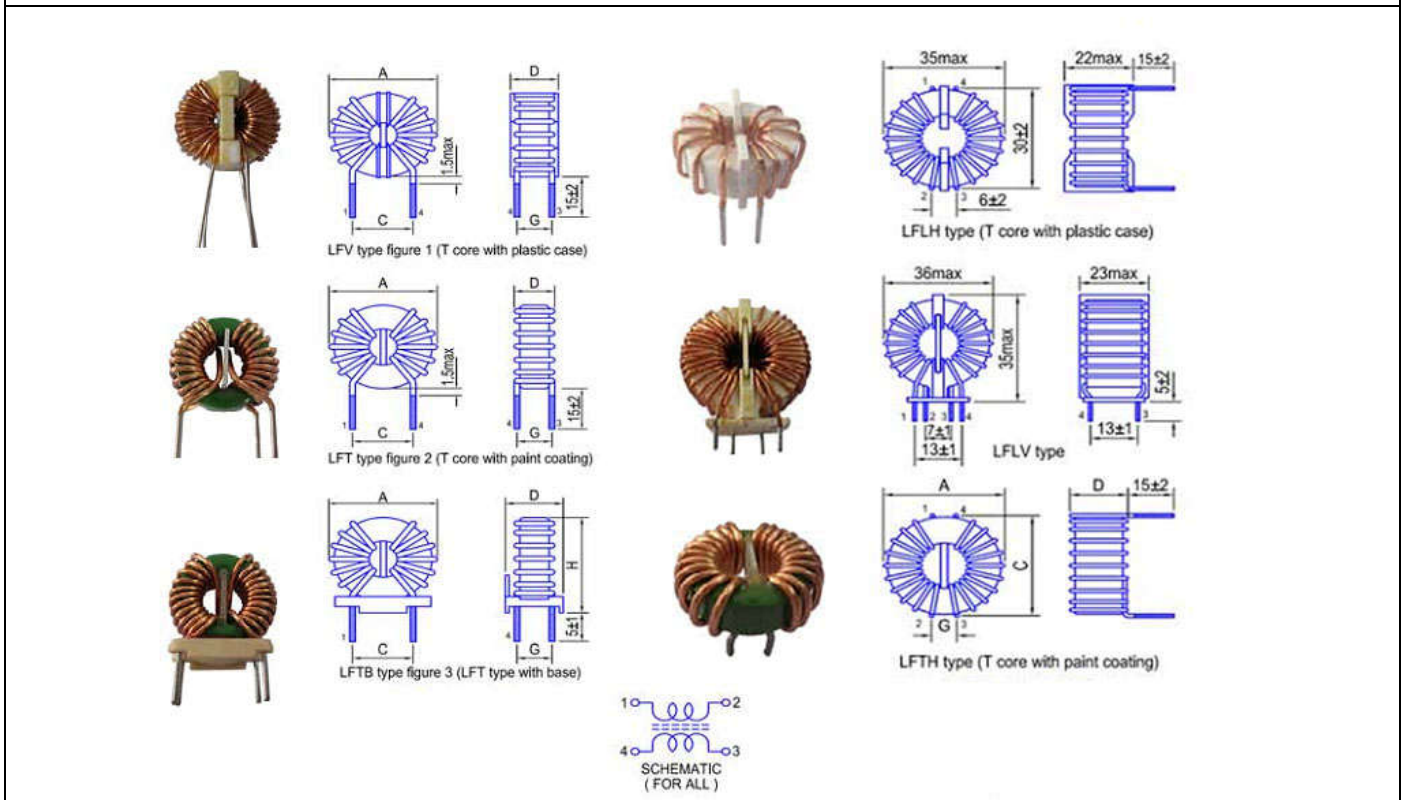 A
D
1.5max
15±2
1
4
4
3
C
G
LFV type figure 1 (T core with plastic case)
35max
22max
15±2
1
4
30±2
2
3
6±2
LFLH type (T core with plastic case)
A
D
1.5max
15±2
1
4
4
3
C
G
LFT type figure 2 (T core with paint coating)
36max
23max
35max
5±2
1
2
3
4
4
3
7±1
13±1
13±1
LFLV type
A
D
H
5±1
1
4
C
G
LFTB type figure 3 (LFT type with base)
A
D
15±2
1
4
C
2
3
G
LFTH type (T core with paint coating)
1
2
4
3
SCHEMATIC
( FOR ALL )